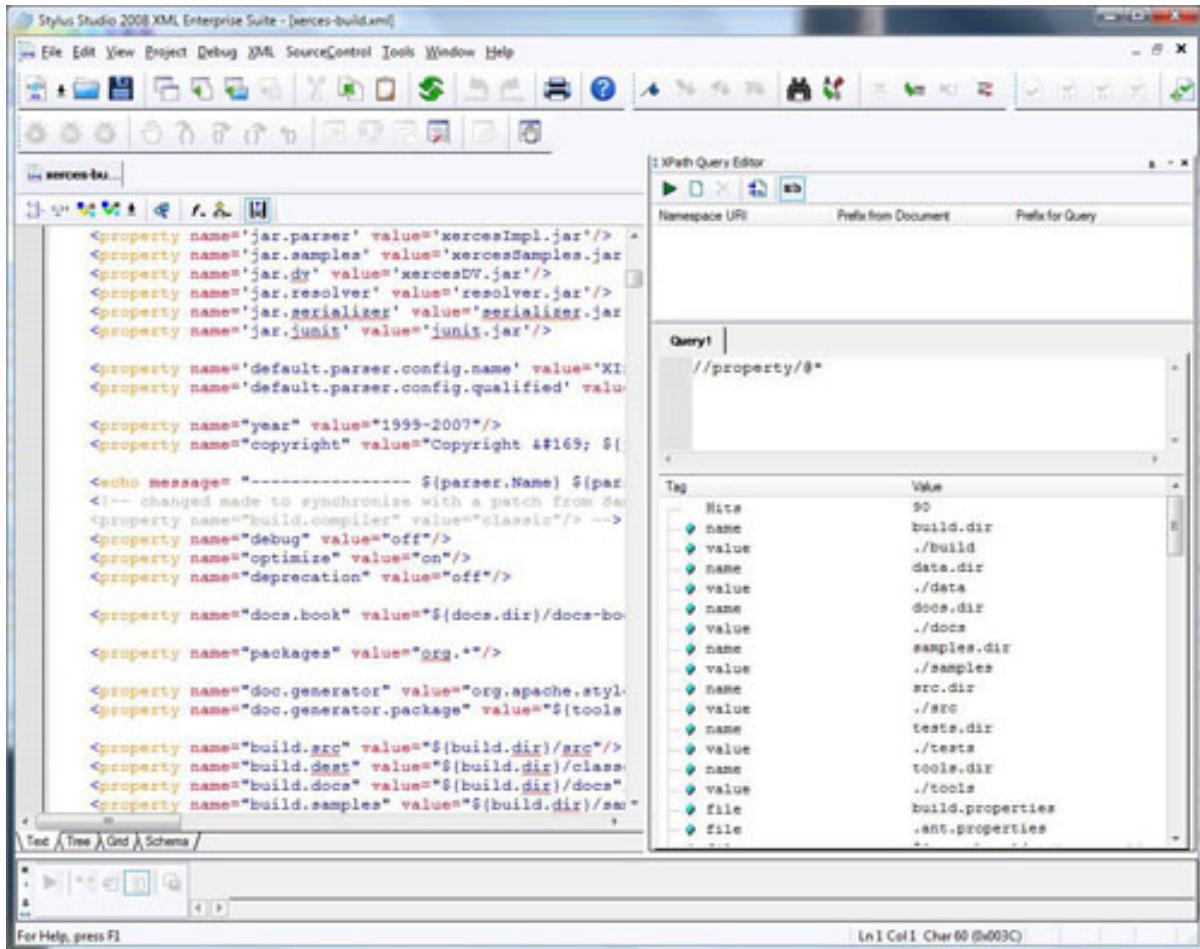 Stylus Studio 2008 XML Enterprise Suite - [xerces-build.xml]
File Edit View Project Debug XML SourceControl Tools Window Help
xerces-bu...
<property name='jar.parser' value='xercesImpl.jar'/>
<property name='jar.samples' value='xercesSamples.jar
<property name='jar.dv' value='xercesDV.jar'/>
<property name='jar.resolver' value='resolver.jar'/>
<property name='jar.serializer' value='serializer.jar
<property name='jar.junit' value='junit.jar'/>
<property name='default.parser.config.name' value='XI
<property name='default.parser.config.qualified' valu
<property name="year" value="1999-2007"/>
<property name="copyright" value="Copyright &#169; ${
<echo message= "---------------- ${parser.Name} ${par
<!-- changed made to synchronize with a patch from Sa
<property name="build.compiler" value="classic"/> -->
<property name="debug" value="off"/>
<property name="optimize" value="on"/>
<property name="deprecation" value="off"/>
<property name="docs.book" value="${docs.dir}/docs-bo
<property name="packages" value="org.*"/>
<property name="doc.generator" value="org.apache.styl
<property name="doc.generator.package" value="${tools
<property name="build.src" value="${build.dir}/src"/>
<property name="build.dest" value="${build.dir}/class
<property name="build.docs" value="${build.dir}/docs"
<property name="build.samples" value="${build.dir}/sa
Text Tree Grid Schema
XPath Query Editor
Namespace URI Prefix from Document Prefix for Query
Query1
//property/@*
Tag Value
Hits 90
name build.dir
value ./build
name data.dir
value ./data
name docs.dir
value ./docs
name samples.dir
value ./samples
name src.dir
value ./src
name tests.dir
value ./tests
name tools.dir
value ./tools
file build.properties
file .ant.properties
For Help, press F1
Ln 1 Col 1 Char 60 (0x003C)